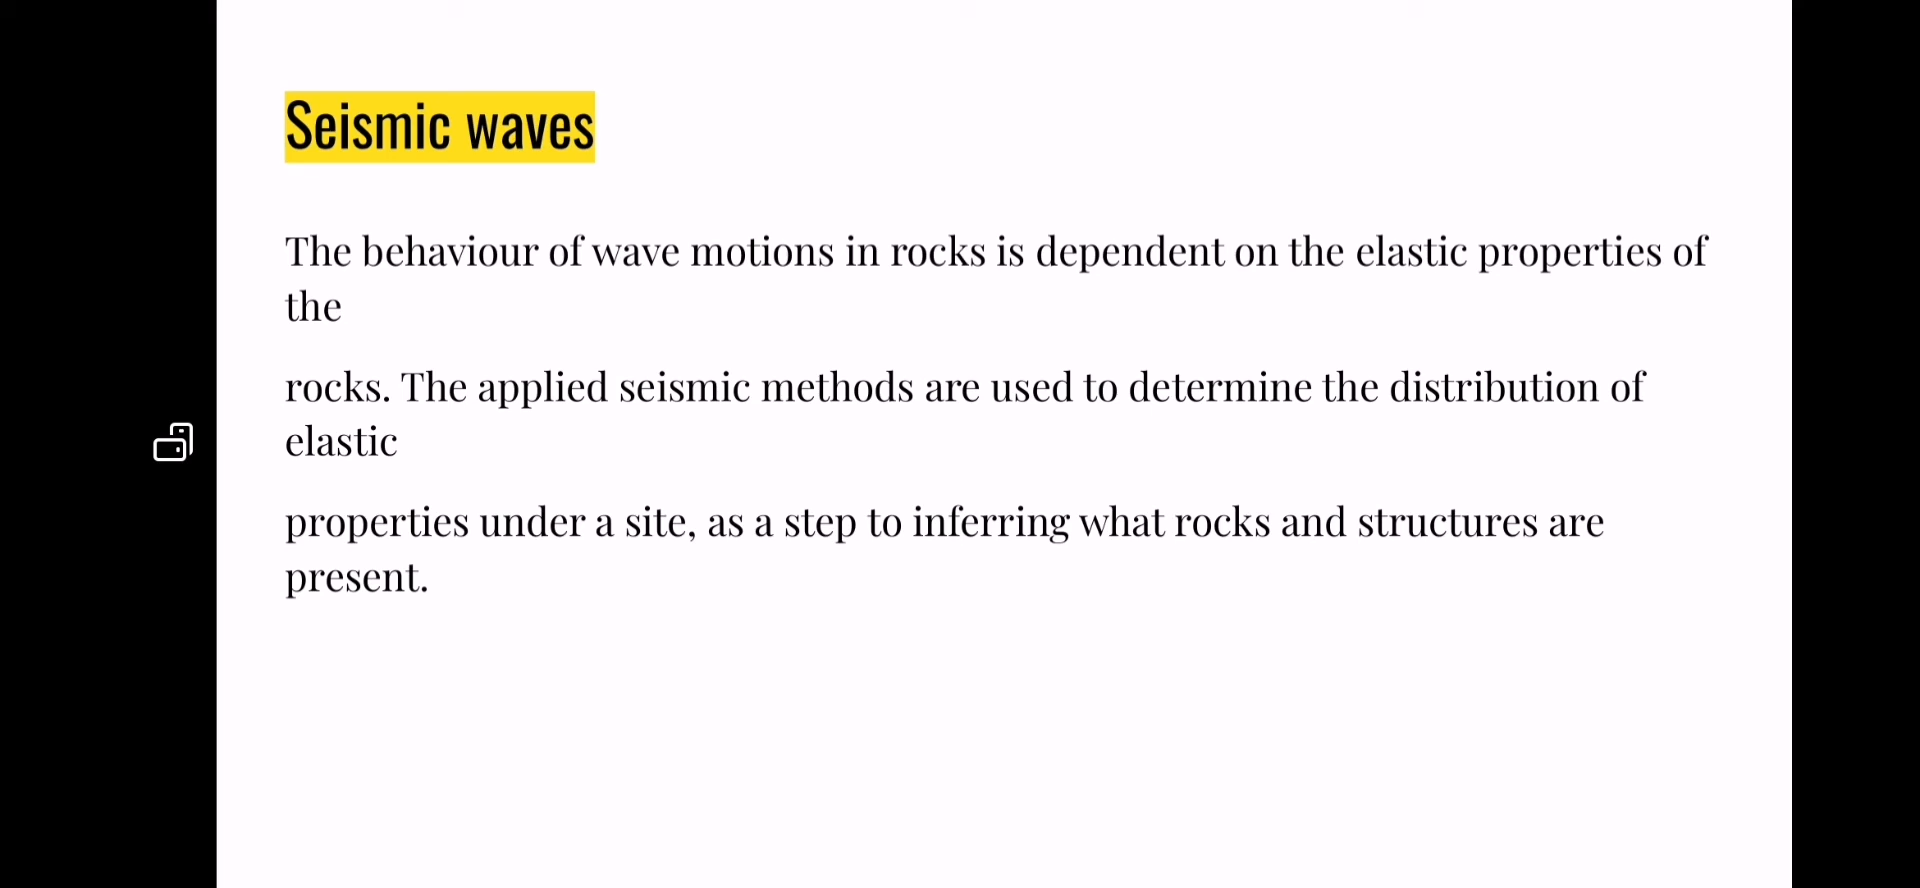 Seismic waves
The behaviour of wave motions in rocks is dependent on the elastic properties of
the
rocks. The applied seismic methods are used to determine the distribution of
elastic
properties under a site, as a step to inferring what rocks and structures are
present.